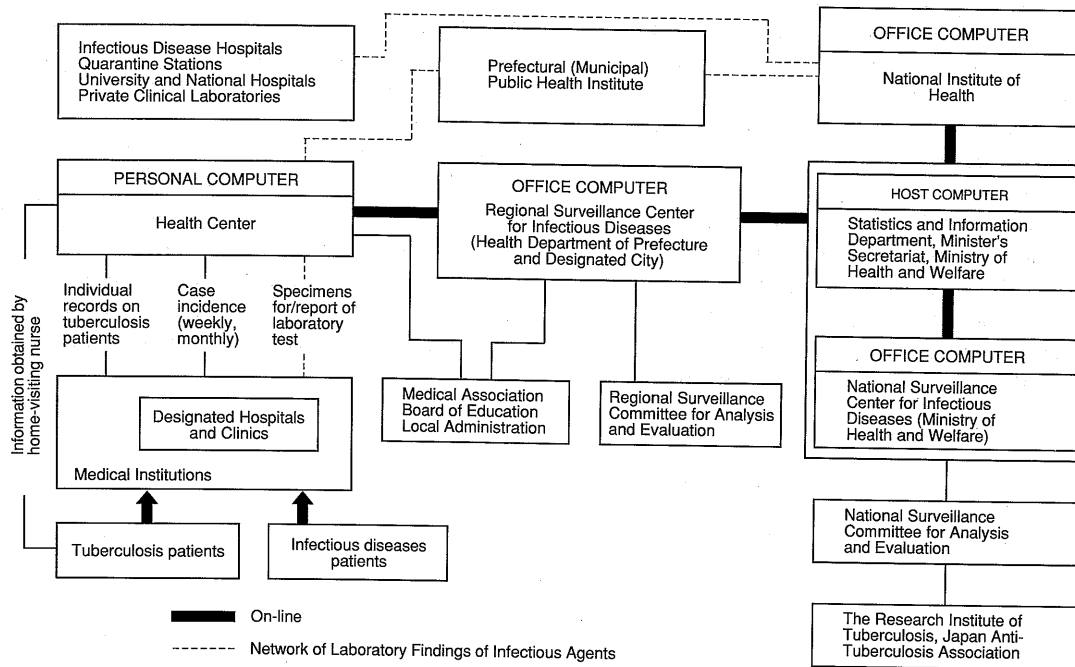 Infectious Disease Hospitals
Quarantine Stations
University and National Hospitals
Private Clinical Laboratories
Prefectural (Municipal)
Public Health Institute
OFFICE COMPUTER
National Institute of
Health
PERSONAL COMPUTER
Health Center
OFFICE COMPUTER
Regional Surveillance Center
for Infectious Diseases
(Health Department of Prefecture
and Designated City)
HOST COMPUTER
Statistics and Information
Department, Minister's
Secretariat, Ministry of
Health and Welfare
Information obtained by
home-visiting nurse
Individual
records on
tuberculosis
patients
Case
incidence
(weekly,
monthly)
Specimens
for/report of
laboratory
test
OFFICE COMPUTER
National Surveillance
Center for Infectious
Diseases (Ministry of
Health and Welfare)
Designated Hospitals
and Clinics
Medical Institutions
Medical Association
Board of Education
Local Administration
Regional Surveillance
Committee for Analysis
and Evaluation
Tuberculosis patients
Infectious diseases
patients
National Surveillance
Committee for Analysis
and Evaluation
The Research Institute of
Tuberculosis, Japan Anti-
Tuberculosis Association
On-line
Network of Laboratory Findings of Infectious Agents